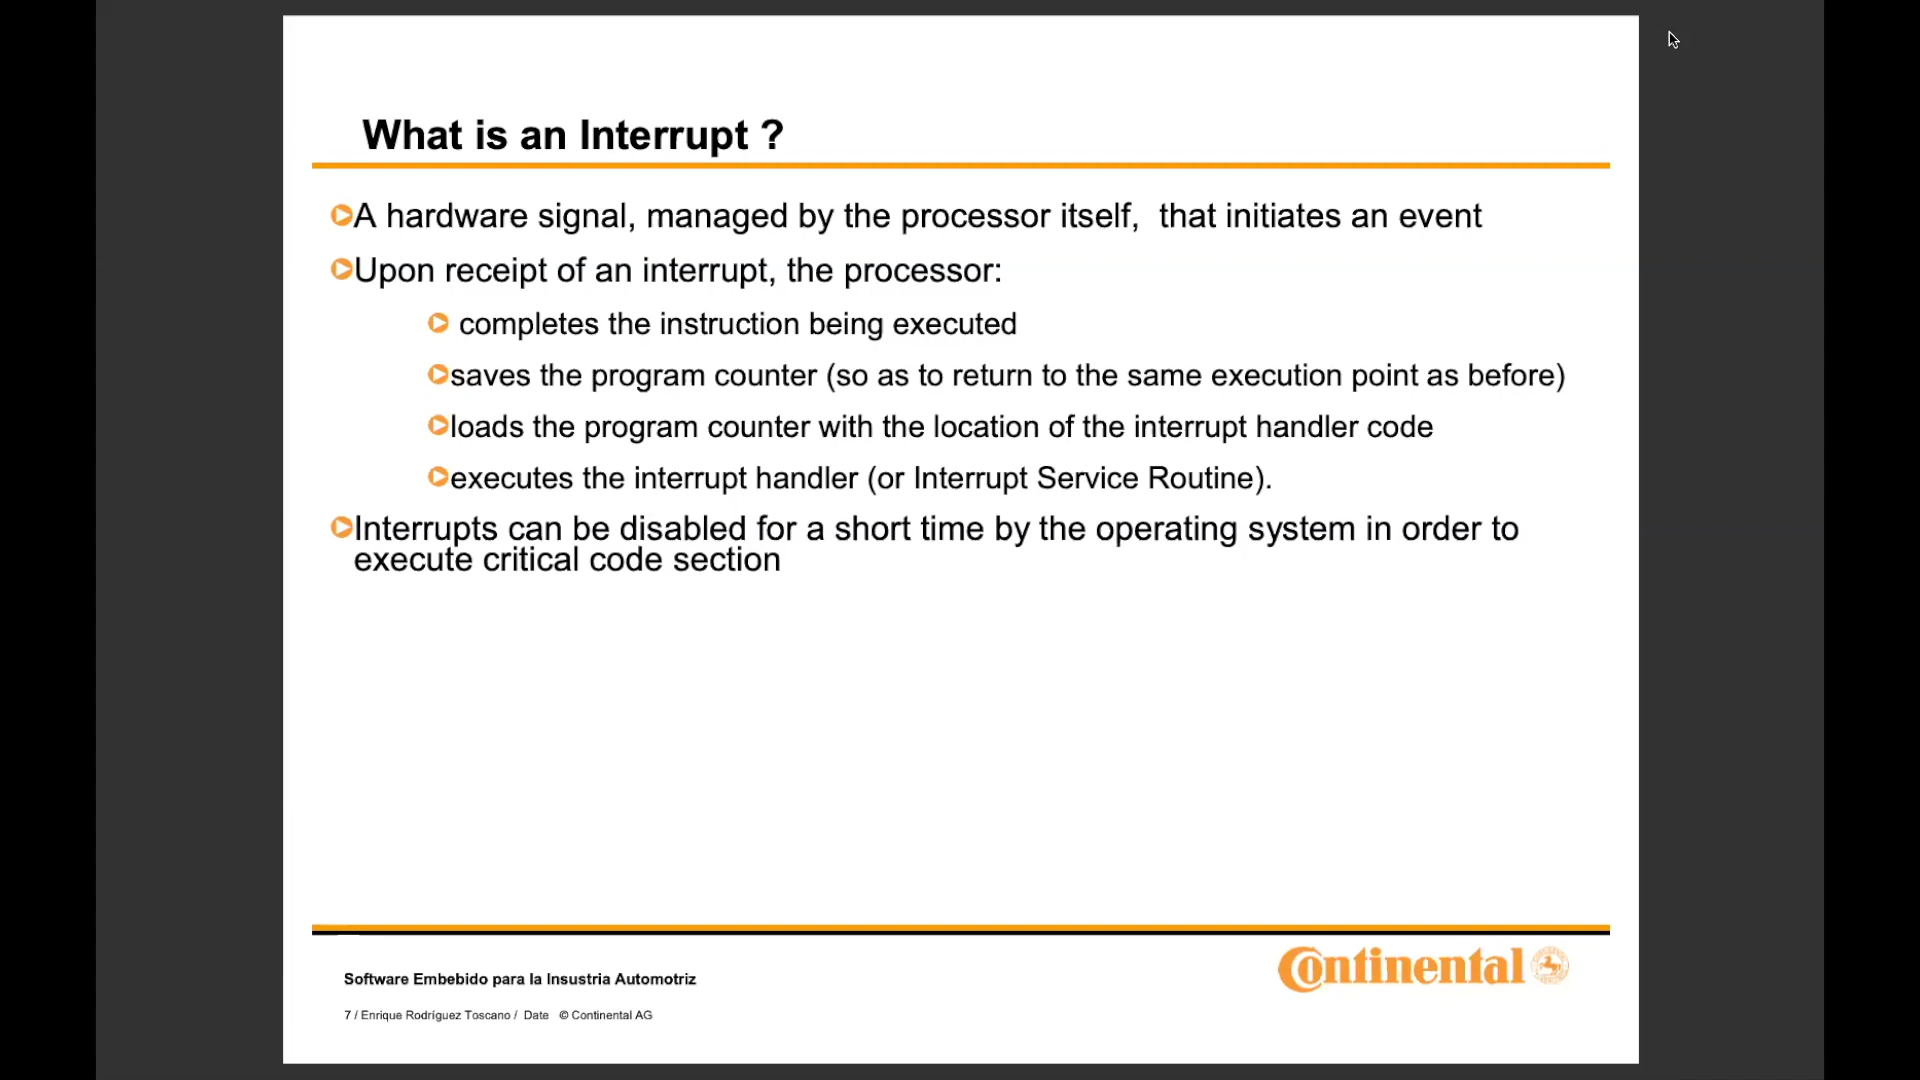 What is an Interrupt ?
A hardware signal, managed by the processor itself,  that initiates an event
Upon receipt of an interrupt, the processor:
completes the instruction being executed
saves the program counter (so as to return to the same execution point as before)
loads the program counter with the location of the interrupt handler code
executes the interrupt handler (or Interrupt Service Routine).
Interrupts can be disabled for a short time by the operating system in order to
execute critical code section
Continental
Software Embebido para la Insustria Automotriz
7 / Enrique Rodríguez Toscano /  Date   © Continental AG